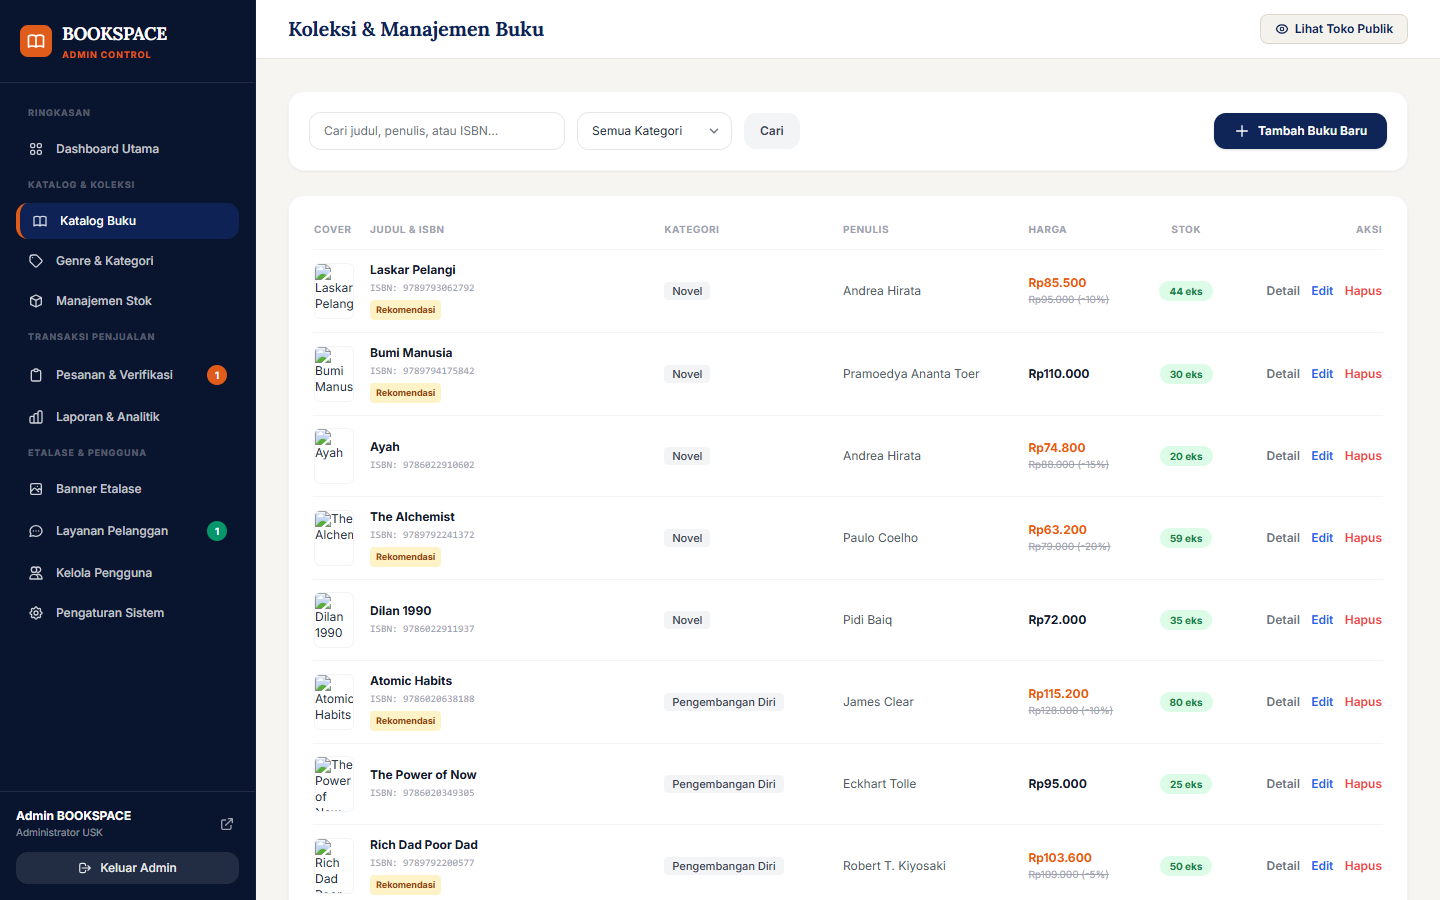 BOOKSPACE
ADMIN CONTROL
RINGKASAN
Dashboard Utama
KATALOG & KOLEKSI
Katalog Buku
Genre & Kategori
Manajemen Stok
TRANSAKSI PENJUALAN
Pesanan & Verifikasi 1
Laporan & Analitik
ETALASE & PENGGUNA
Banner Etalase
Layanan Pelanggan 1
Kelola Pengguna
Pengaturan Sistem
Admin BOOKSPACE
Administrator USK
Keluar Admin
Koleksi & Manajemen Buku
Lihat Toko Publik
Cari judul, penulis, atau ISBN...
Semua Kategori
Cari
Tambah Buku Baru
COVER JUDUL & ISBN KATEGORI PENULIS HARGA STOK AKSI
Laskar
Pelang
Laskar Pelangi
ISBN: 9789793062792
Rekomendasi
Novel
Andrea Hirata
Rp85.500
Rp95.000 (-10%)
44 eks
Detail Edit Hapus
Bumi
Manus
Bumi Manusia
ISBN: 9789794175842
Rekomendasi
Novel
Pramoedya Ananta Toer
Rp110.000
30 eks
Detail Edit Hapus
Ayah
Ayah
ISBN: 9786022910602
Novel
Andrea Hirata
Rp74.800
Rp88.000 (-15%)
20 eks
Detail Edit Hapus
The
Alchem
The Alchemist
ISBN: 9789792241372
Rekomendasi
Novel
Paulo Coelho
Rp63.200
Rp79.000 (-20%)
59 eks
Detail Edit Hapus
Dilan
1990
Dilan 1990
ISBN: 9786022911937
Novel
Pidi Baiq
Rp72.000
35 eks
Detail Edit Hapus
Atomic
Habits
Atomic Habits
ISBN: 9786020638188
Rekomendasi
Pengembangan Diri
James Clear
Rp115.200
Rp128.000 (-10%)
80 eks
Detail Edit Hapus
The
Power
of
Now
The Power of Now
ISBN: 9786020349305
Pengembangan Diri
Eckhart Tolle
Rp95.000
25 eks
Detail Edit Hapus
Rich
Dad
Poor
Rich Dad Poor Dad
ISBN: 9789792200577
Rekomendasi
Pengembangan Diri
Robert T. Kiyosaki
Rp103.600
Rp109.000 (-5%)
50 eks
Detail Edit Hapus